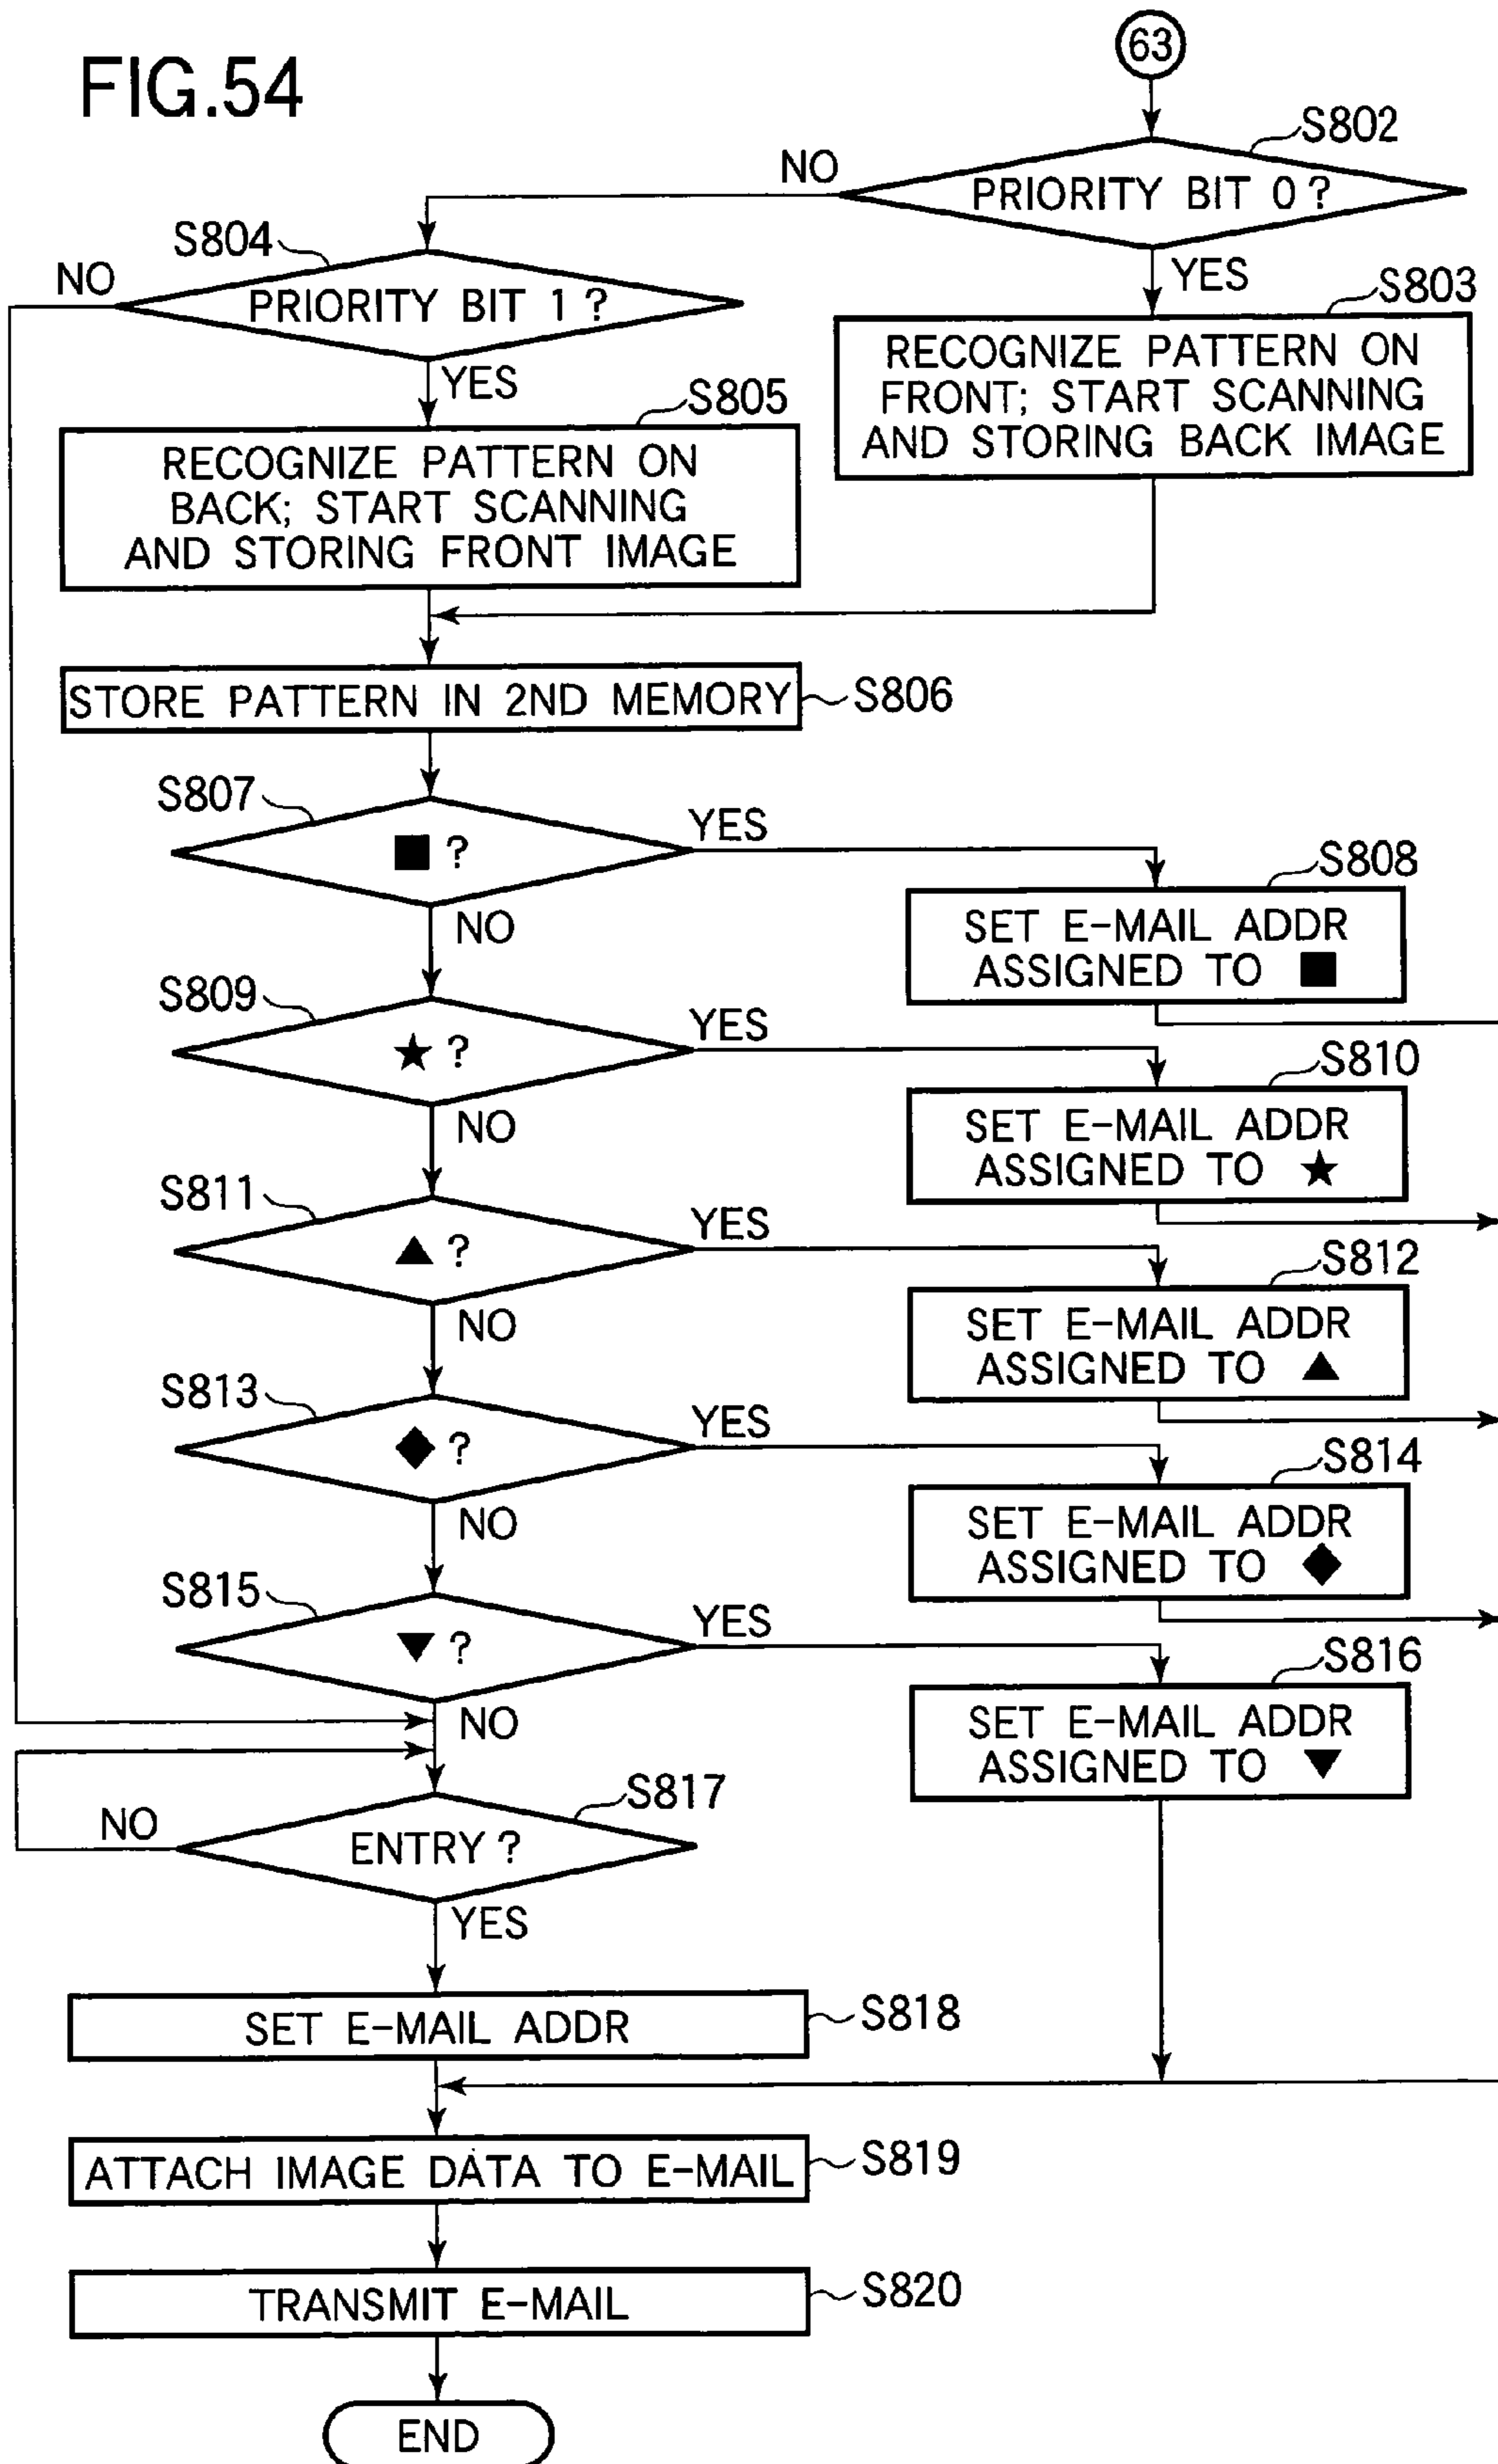 FIG.54
63
S802
NO
PRIORITY BIT 0 ?
YES
S804
NO
PRIORITY BIT 1 ?
YES
S803
RECOGNIZE PATTERN ON
FRONT; START SCANNING
AND STORING BACK IMAGE
S805
RECOGNIZE PATTERN ON
BACK; START SCANNING
AND STORING FRONT IMAGE
STORE PATTERN IN 2ND MEMORY
S806
S807
■ ?
YES
NO
S808
SET E-MAIL ADDR
ASSIGNED TO ■
S809
★ ?
YES
NO
S810
SET E-MAIL ADDR
ASSIGNED TO ★
S811
▲ ?
YES
NO
S812
SET E-MAIL ADDR
ASSIGNED TO ▲
S813
◆ ?
YES
NO
S814
SET E-MAIL ADDR
ASSIGNED TO ◆
S815
▼ ?
YES
NO
S816
SET E-MAIL ADDR
ASSIGNED TO ▼
S817
NO
ENTRY ?
YES
SET E-MAIL ADDR
S818
ATTACH IMAGE DATA TO E-MAIL
S819
TRANSMIT E-MAIL
S820
END